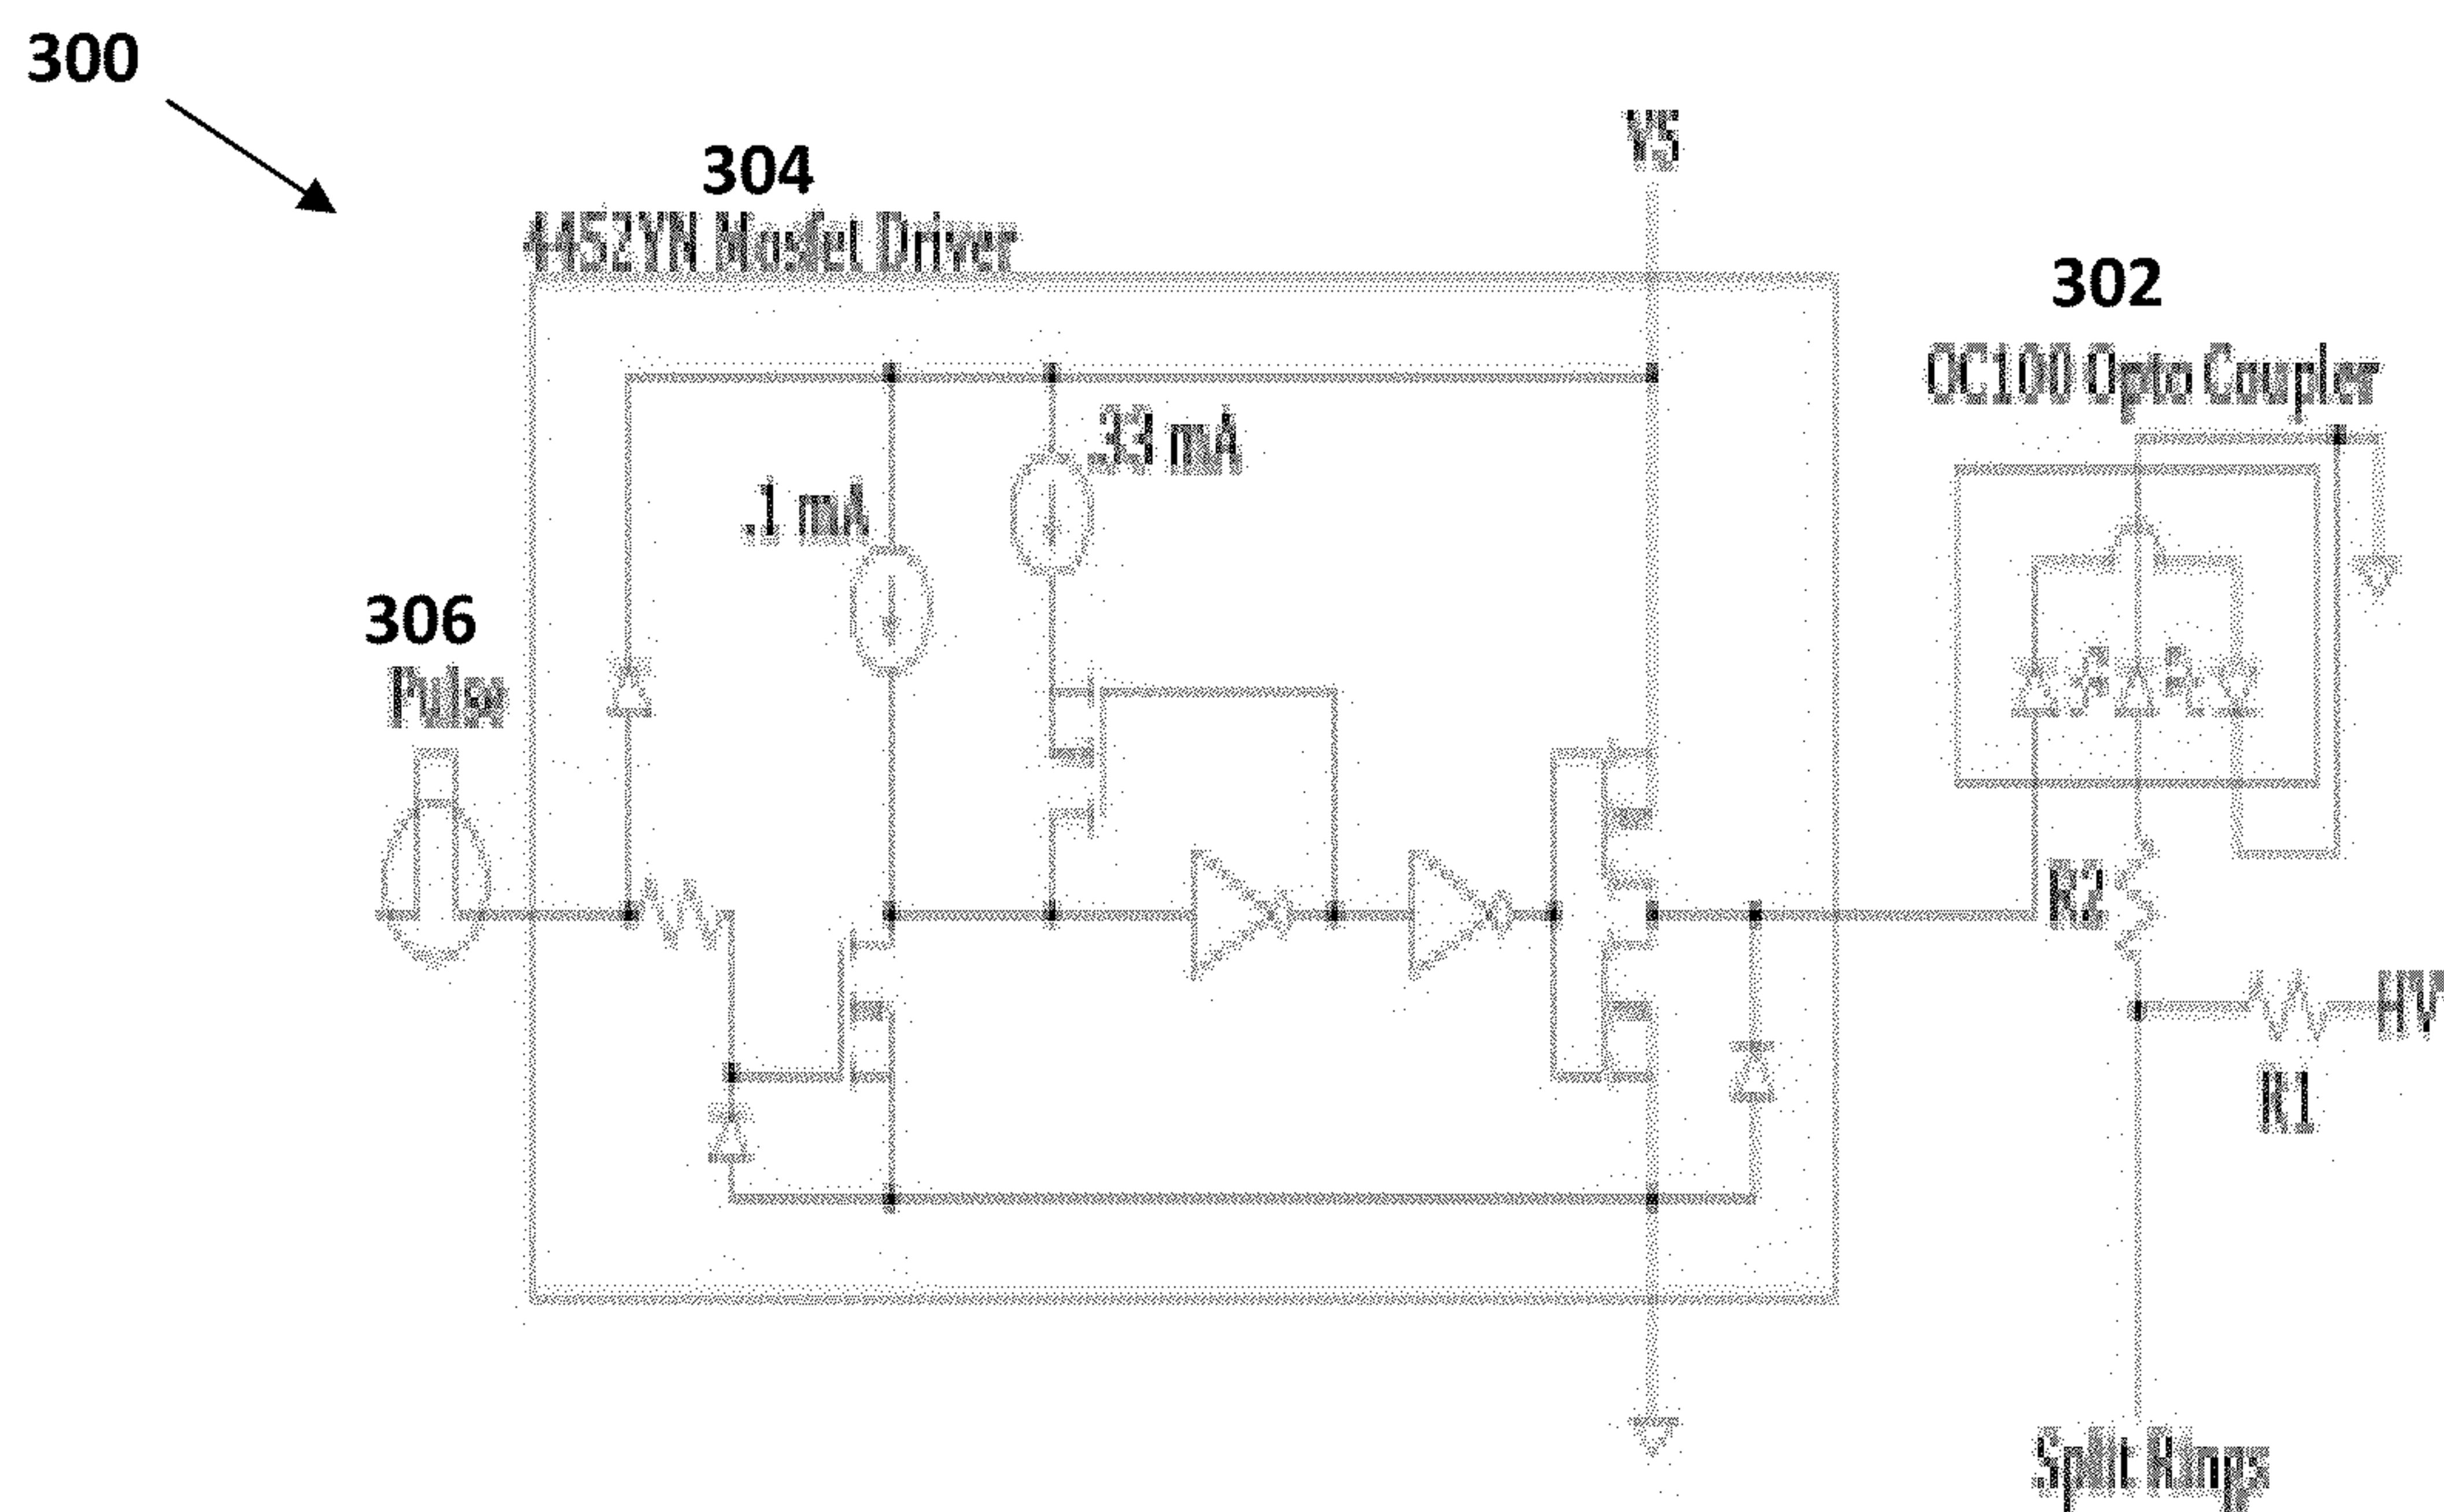 300
304
4452YN Mosfet Driver
VS
302
OC100 Opto Coupler
.33 mA
.1 mA
306
Pulse
R2
HV
R1
Split Rings